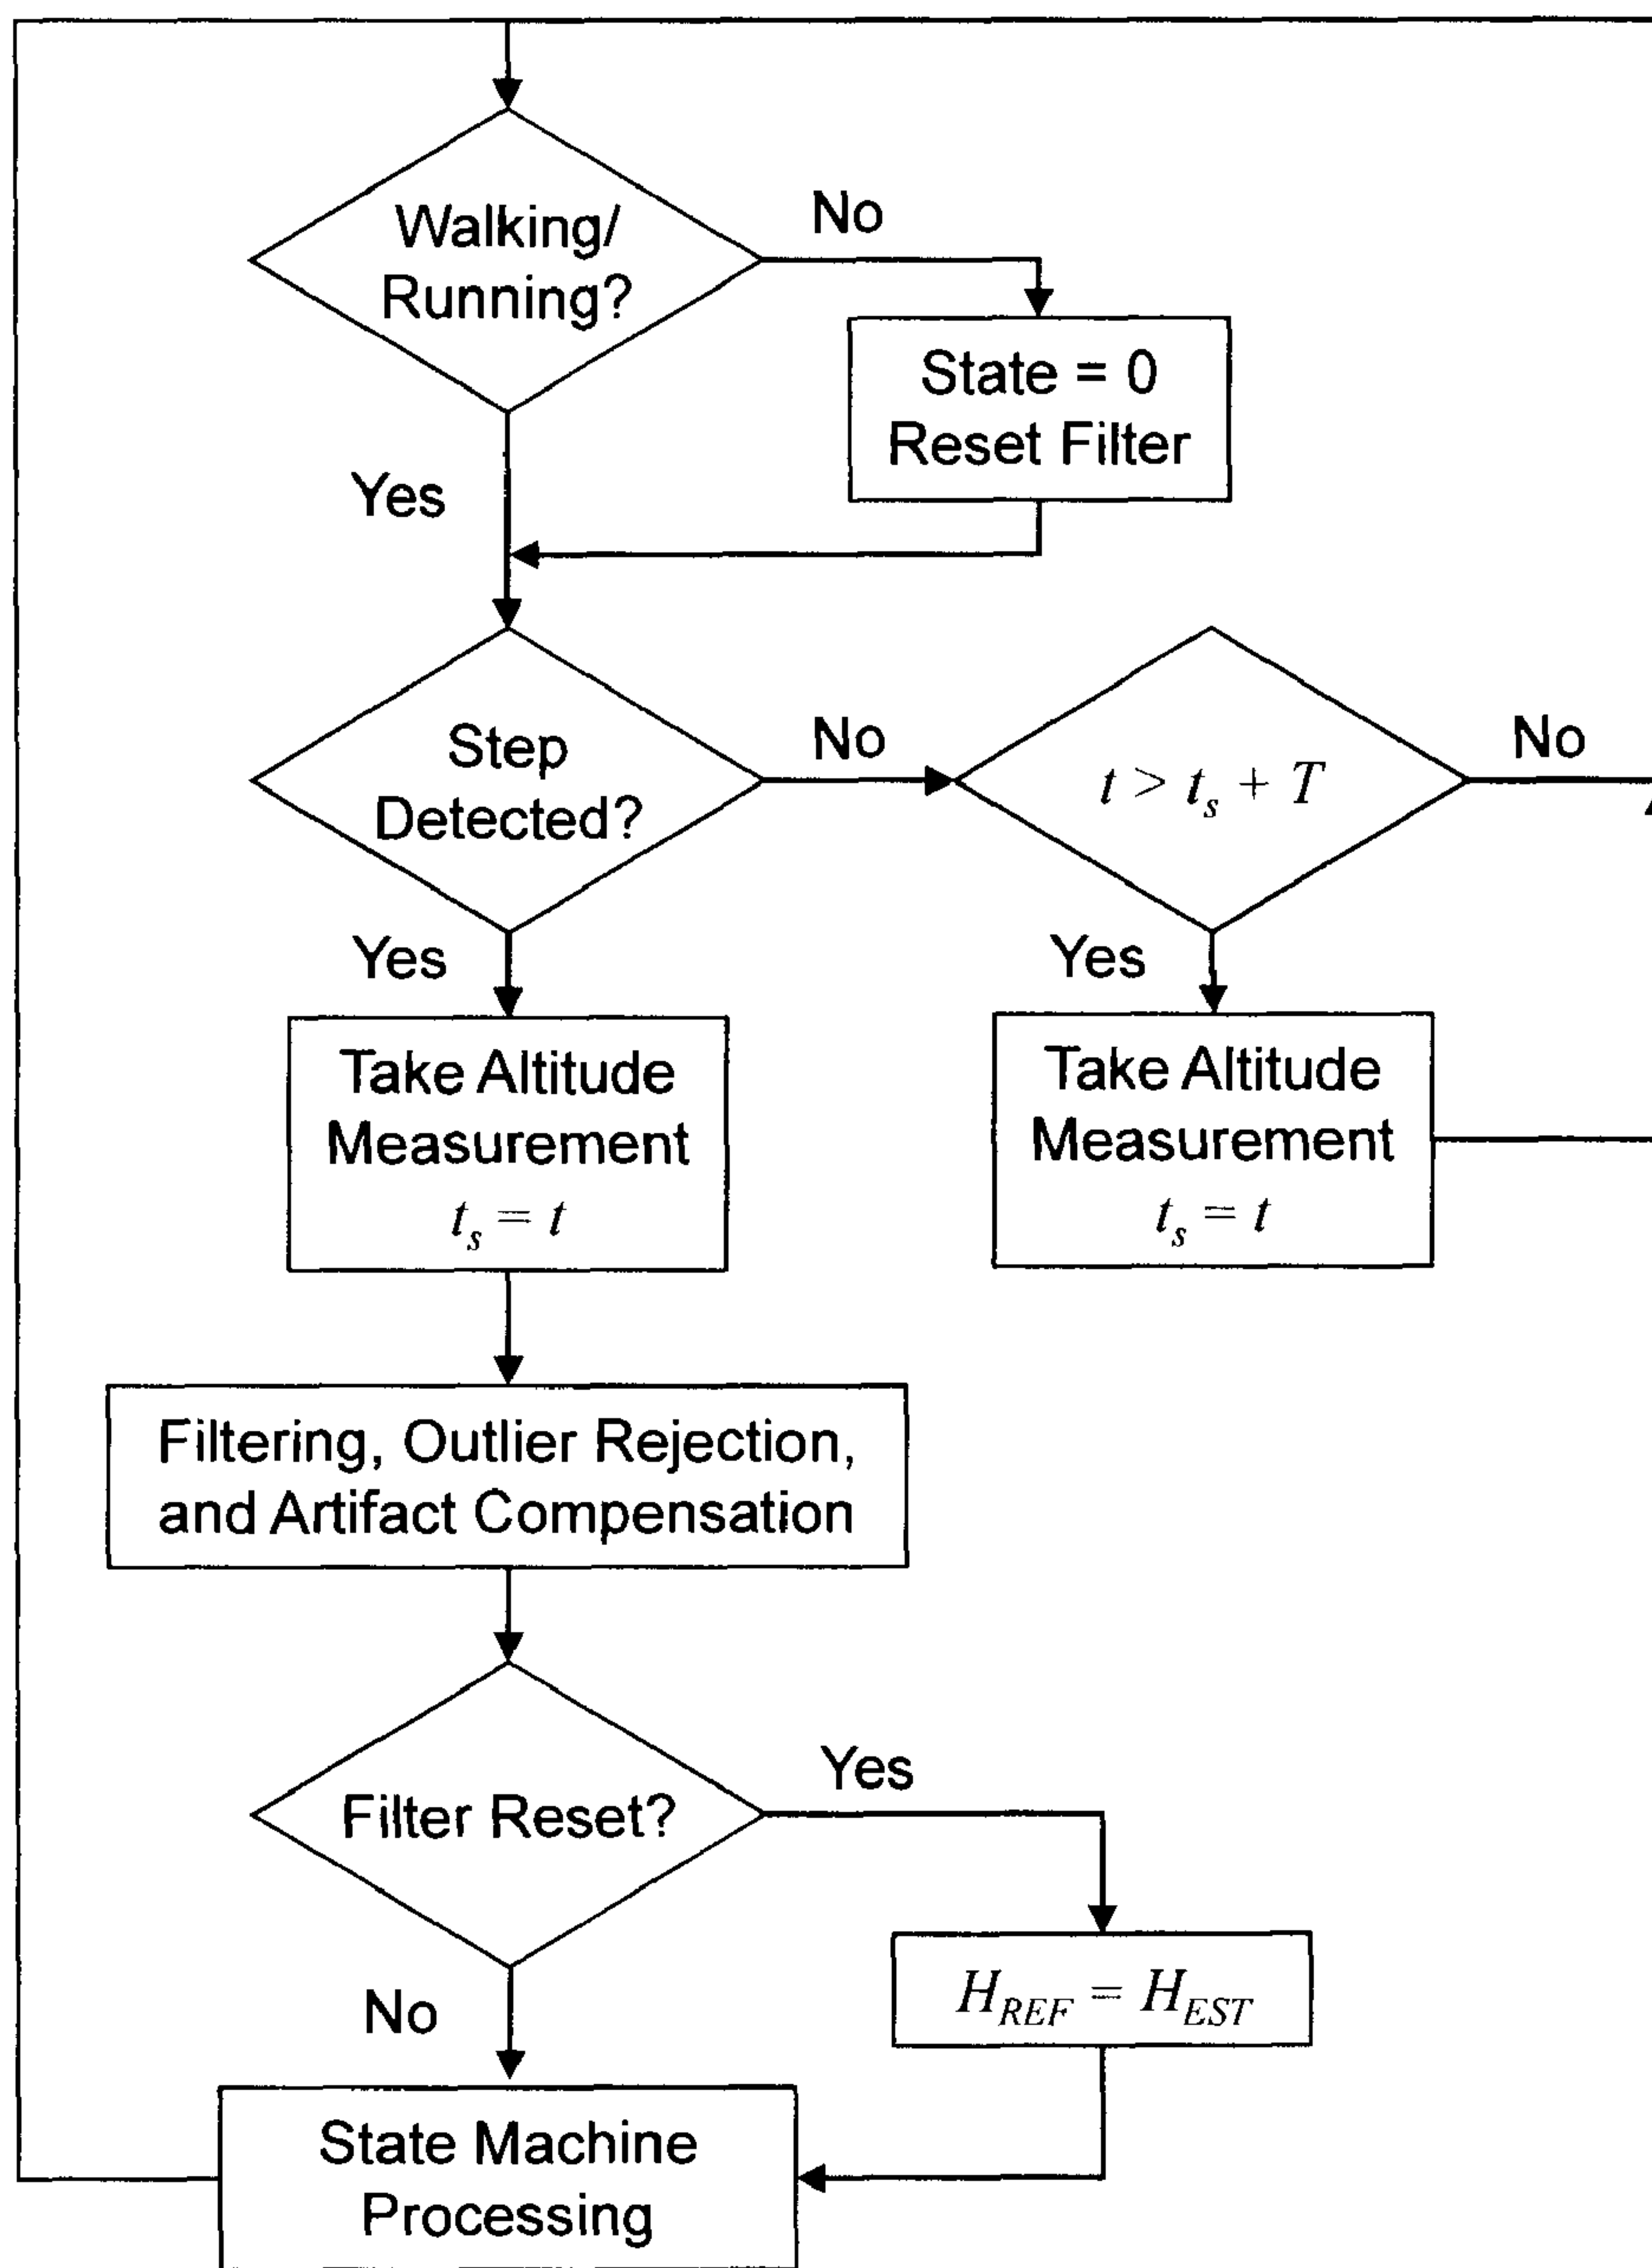 Walking/
Running?
No
State = 0
Reset Filter
Yes
Step
Detected?
No
t > t_s + T
No
Yes
Take Altitude
Measurement
t_s = t
Yes
Take Altitude
Measurement
t_s = t
Filtering, Outlier Rejection,
and Artifact Compensation
Filter Reset?
Yes
H_REF = H_EST
No
State Machine
Processing